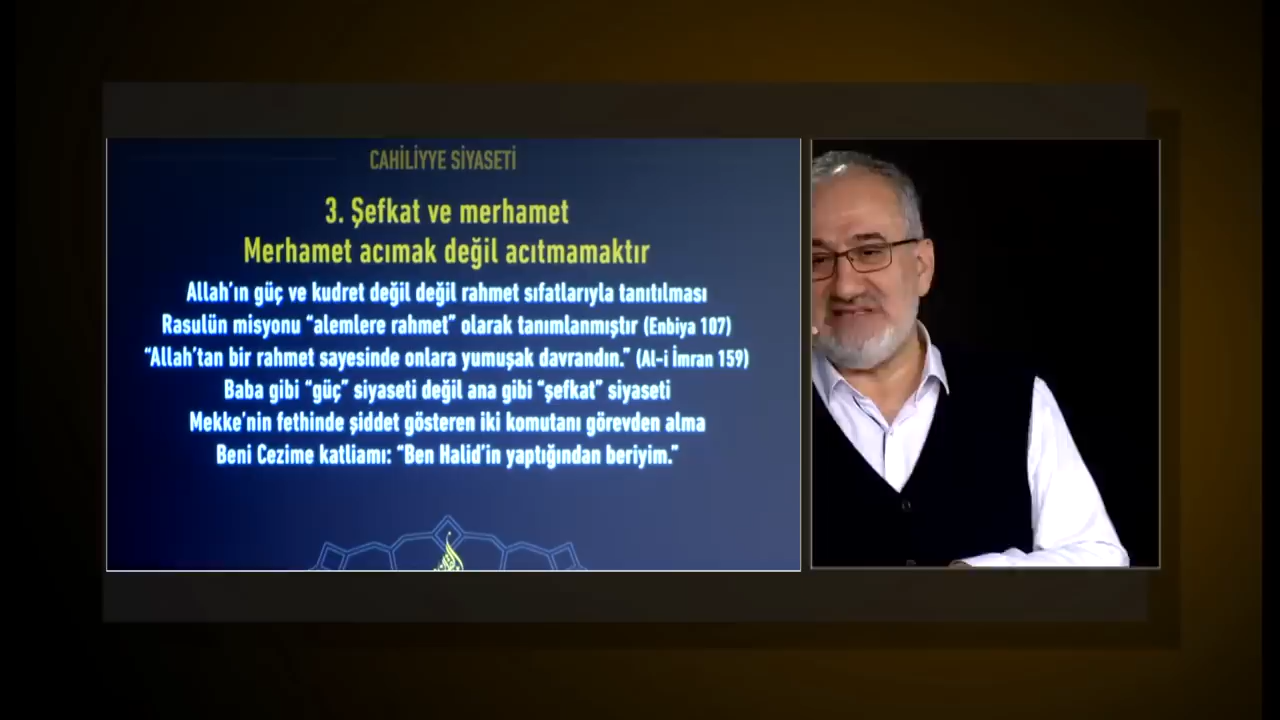 CAHİLİYYE SİYASETİ
3. Şefkat ve merhamet
Merhamet acımak değil acıtmamaktır
Allah'ın güç ve kudret değil değil rahmet sıfatlarıyla tanıtılması
Rasulün misyonu "alemlere rahmet" olarak tanımlanmıştır (Enbiya 107)
"Allah'tan bir rahmet sayesinde onlara yumuşak davrandın." (Al-i İmran 159)
Baba gibi "güç" siyaseti değil ana gibi "şefkat" siyaseti
Mekke'nin fethinde şiddet gösteren iki komutanı görevden alma
Beni Cezime katliamı: "Ben Halid'in yaptığından beriyim."